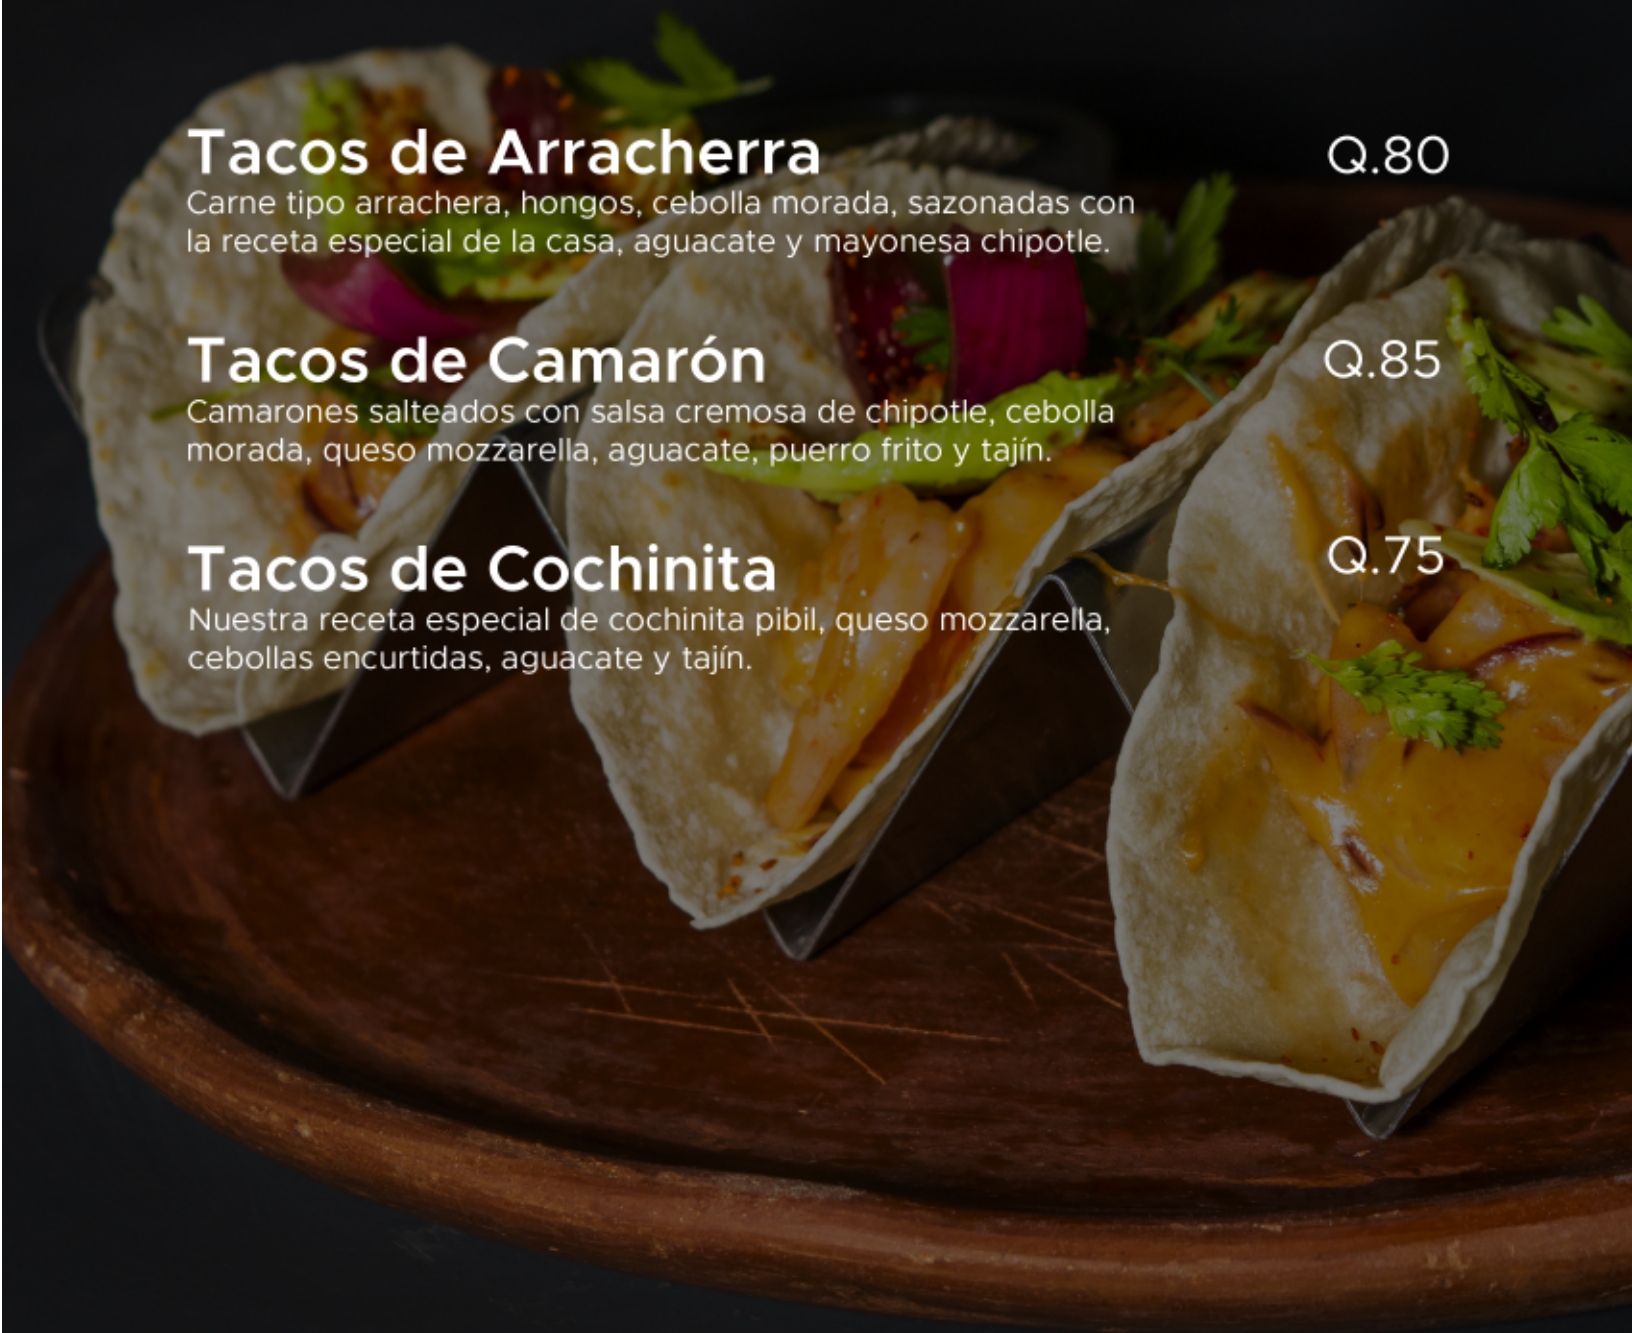 Tacos de Arracherra Q.80
Carne tipo arrachera, hongos, cebolla morada, sazonadas con
la receta especial de la casa, aguacate y mayonesa chipotle.
Tacos de Camarón Q.85
Camarones salteados con salsa cremosa de chipotle, cebolla
morada, queso mozzarella, aguacate, puerro frito y tajín.
Tacos de Cochinita Q.75
Nuestra receta especial de cochinita pibil, queso mozzarella,
cebollas encurtidas, aguacate y tajín.